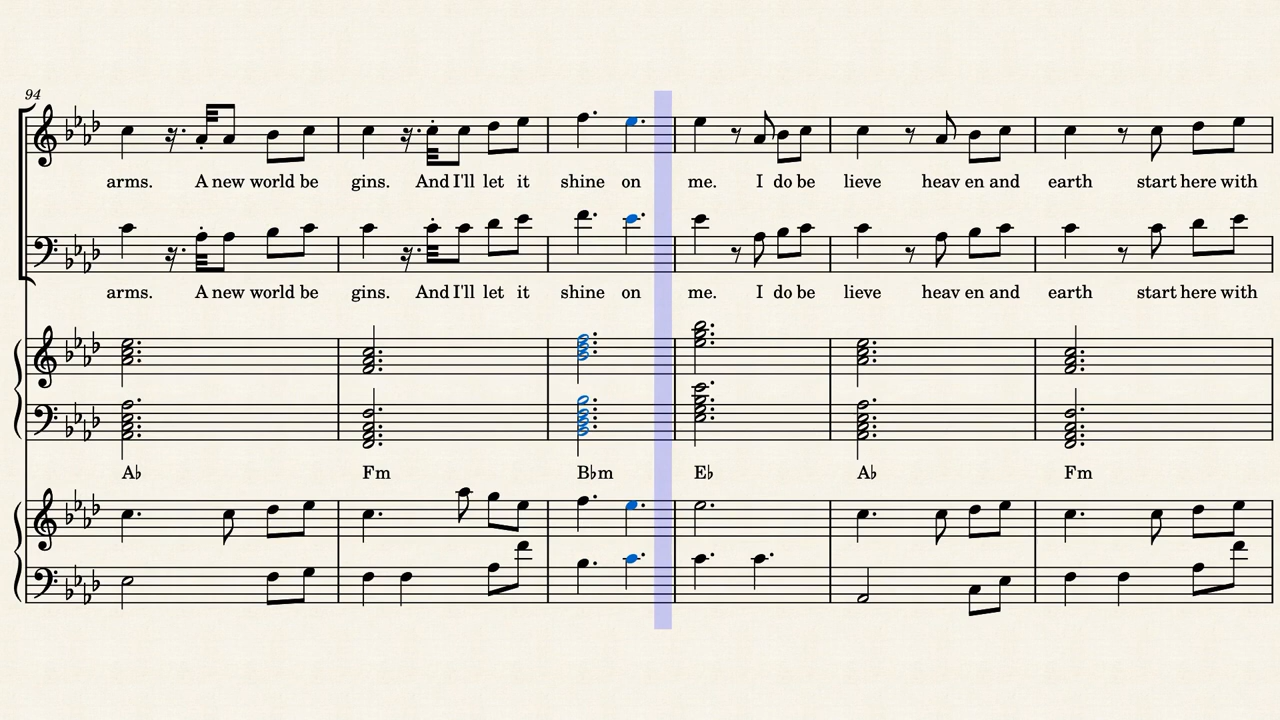 94
arms. A new world be gins. And I'll let it shine on me. I do be lieve heav en and earth start here with
arms. A new world be gins. And I'll let it shine on me. I do be lieve heav en and earth start here with
A♭ Fm B♭m E♭ A♭ Fm